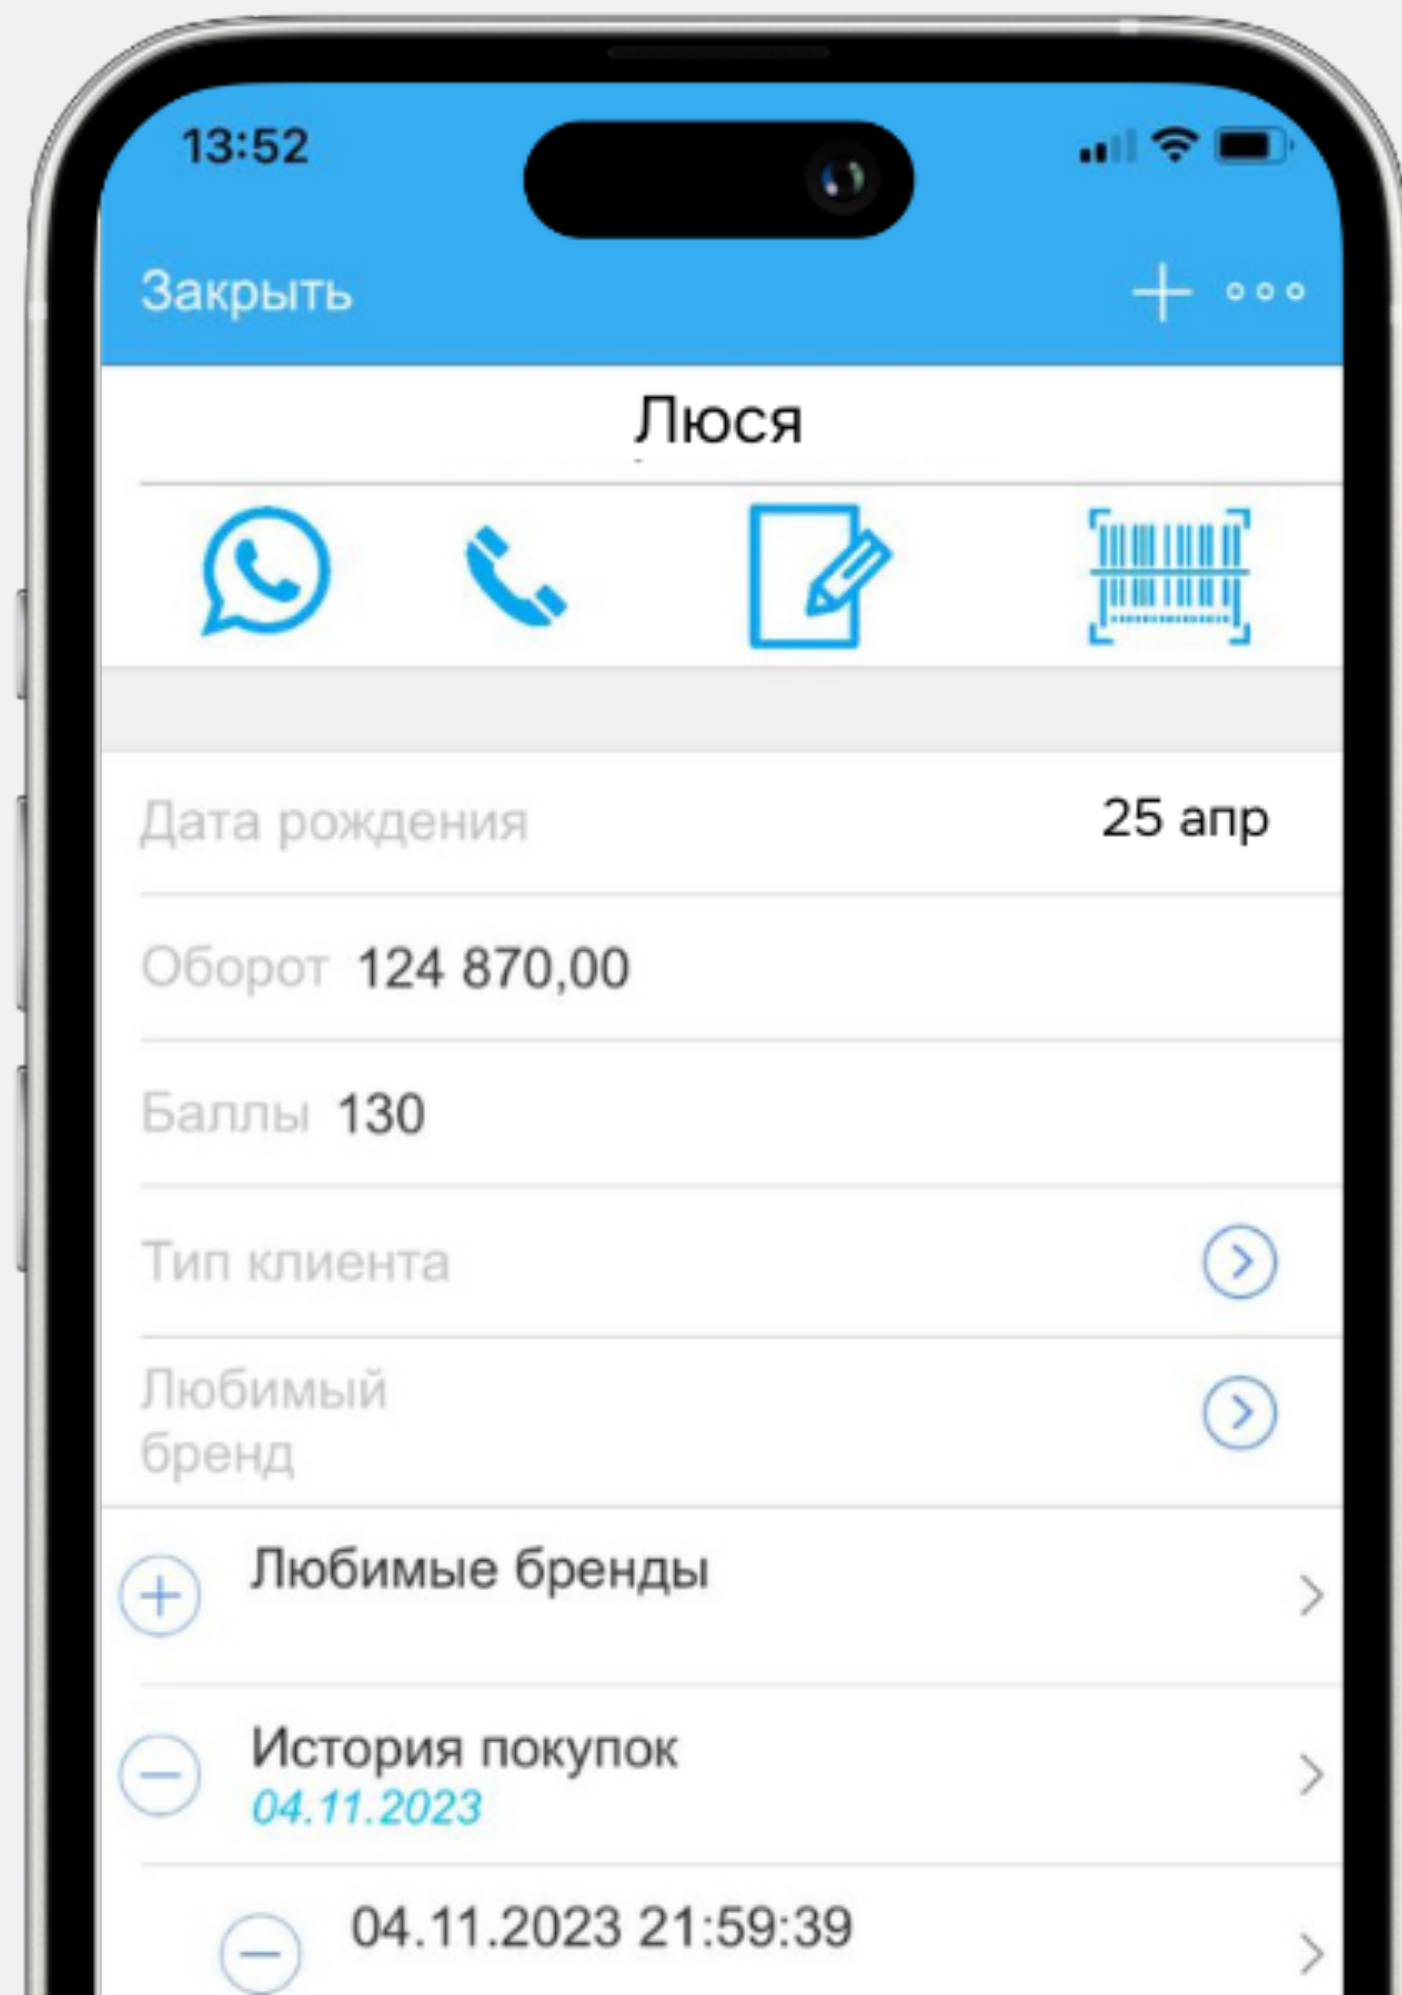 13:52
Закрыть
Люся
Дата рождения 25 апр
Оборот 124 870,00
Баллы 130
Тип клиента
Любимый
бренд
Любимые бренды
История покупок
04.11.2023
04.11.2023 21:59:39